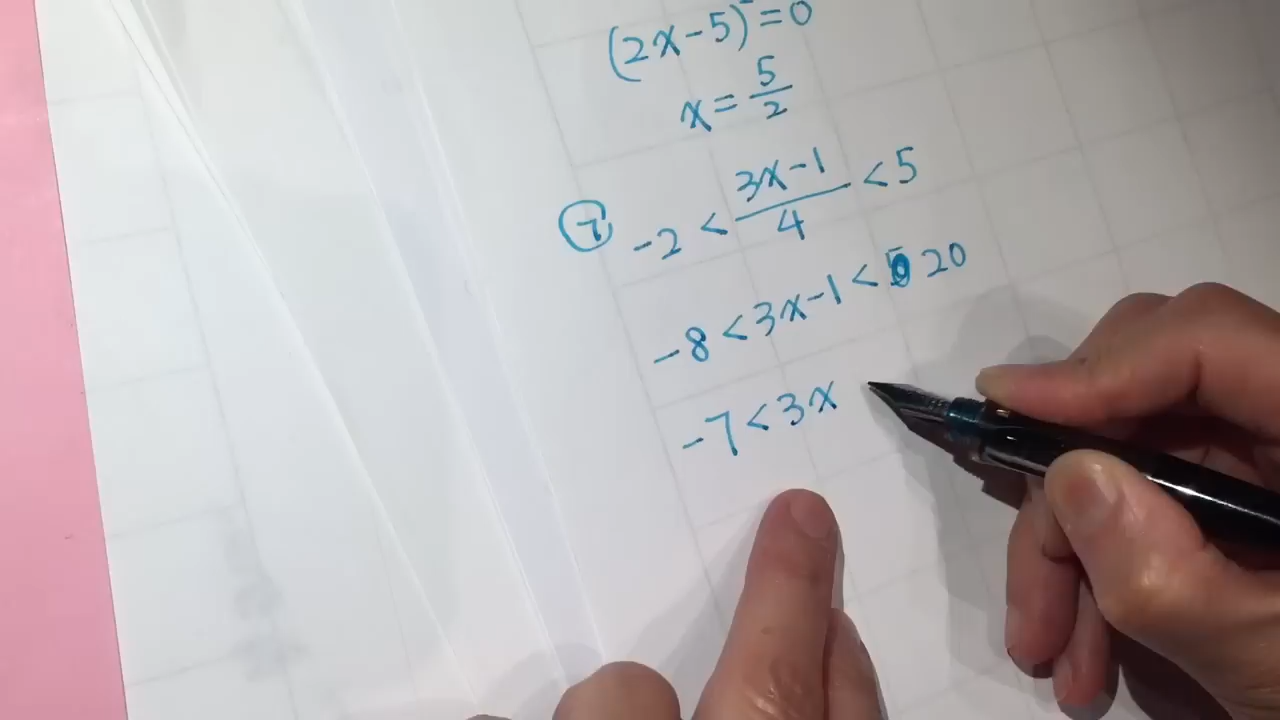 (2x-5)²=0
x=5/2
⑦ -2<(3x-1)/4<5
-8<3x-1<20
-7<3x